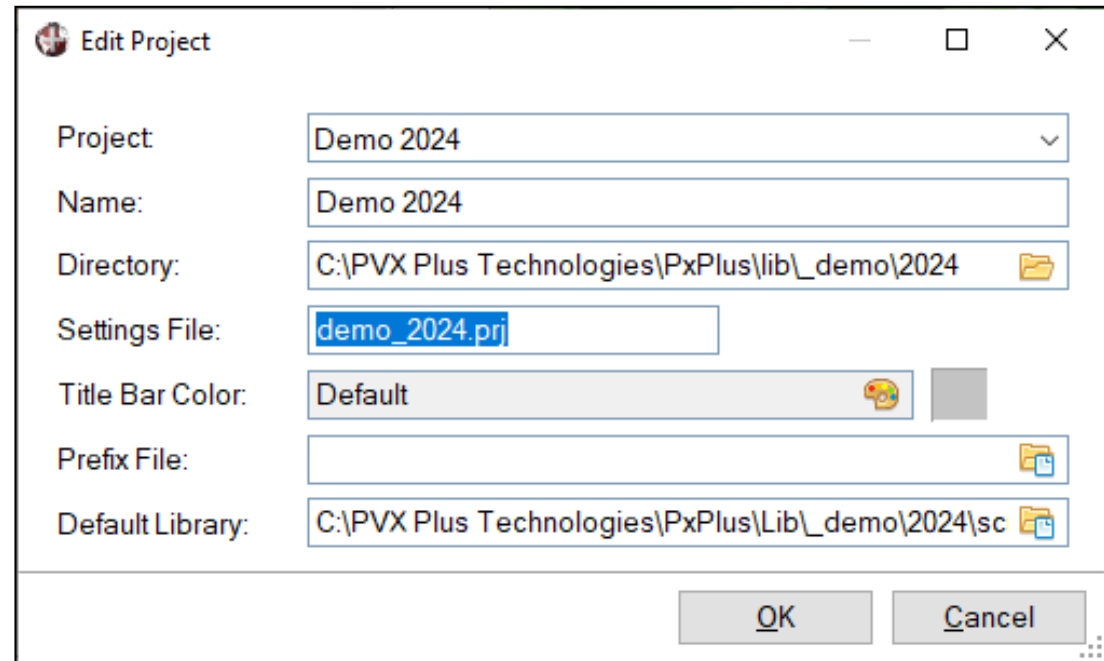 Edit Project
Project: Demo 2024
Name: Demo 2024
Directory: C:\PVX Plus Technologies\PxPlus\lib\_demo\2024
Settings File: demo_2024.prj
Title Bar Color: Default
Prefix File:
Default Library: C:\PVX Plus Technologies\PxPlus\Lib\_demo\2024\sc
OK Cancel